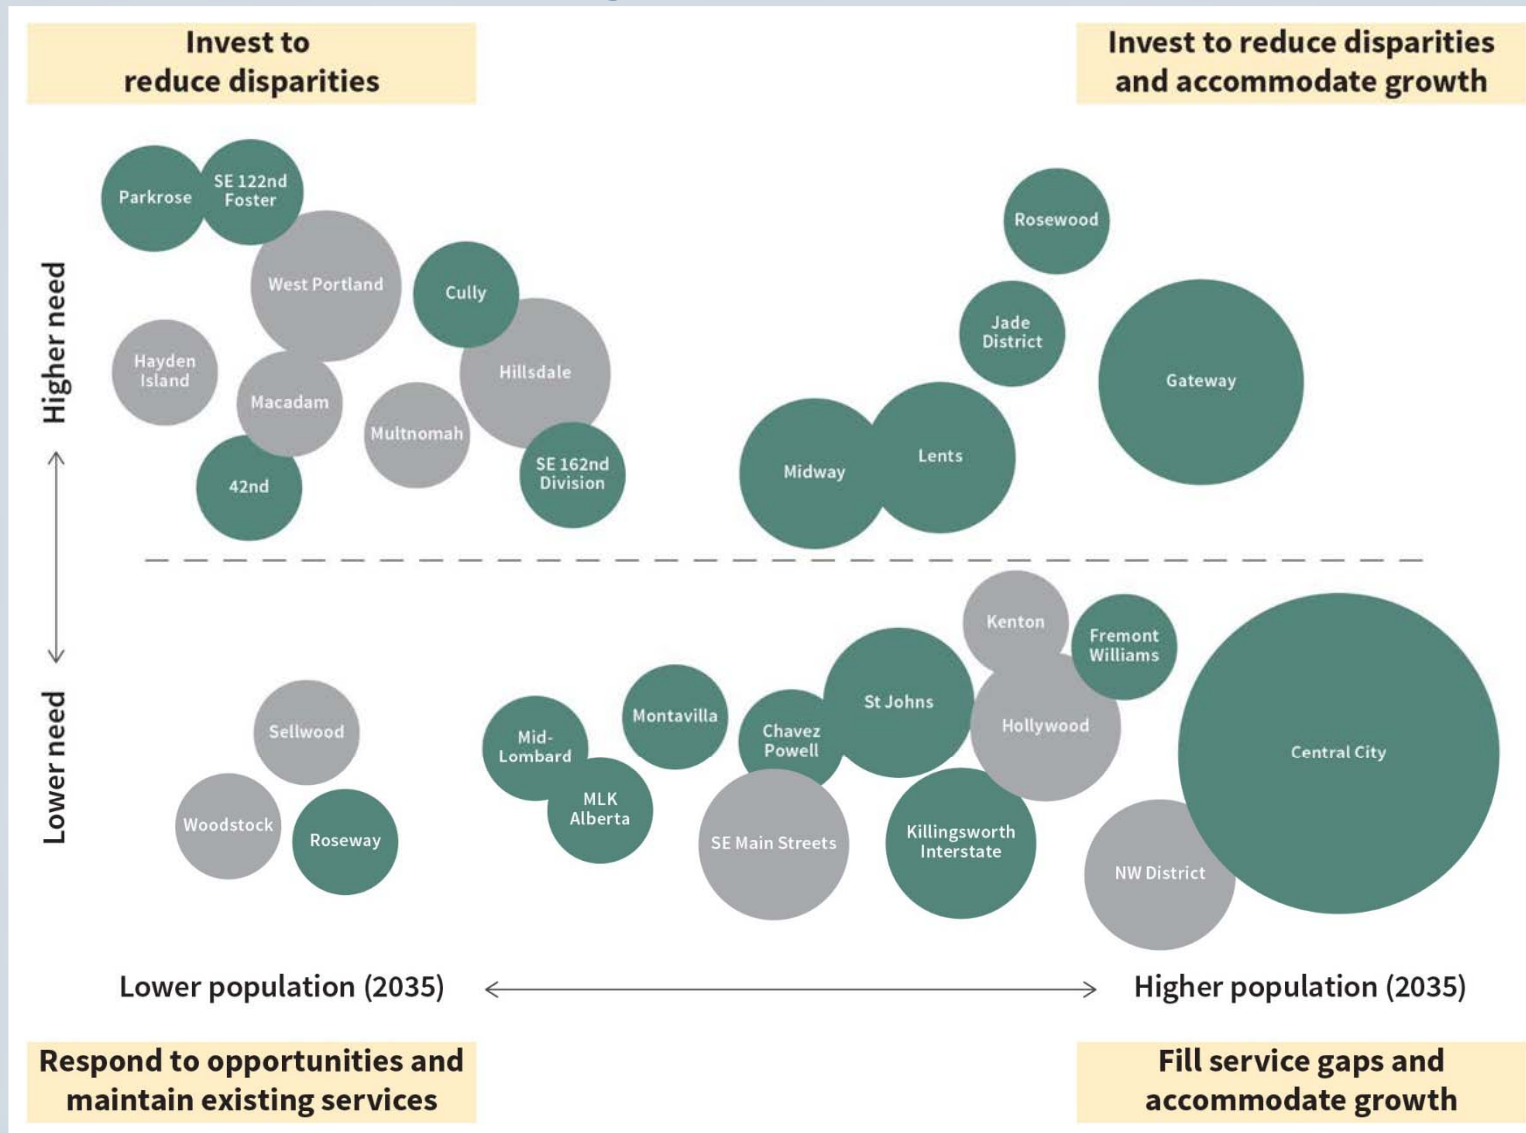 Invest to
reduce disparities
Invest to reduce disparities
and accommodate growth
Higher need
Lower need
Parkrose
SE 122nd
Foster
West Portland
Cully
Hayden
Island
Macadam
Hillsdale
Multnomah
42nd
SE 162nd
Division
Rosewood
Jade
District
Gateway
Midway
Lents
Kenton
Fremont
Williams
St Johns
Hollywood
Central City
Sellwood
Mid-
Lombard
Montavilla
Chavez
Powell
MLK
Alberta
Woodstock
Roseway
SE Main Streets
Killingsworth
Interstate
NW District
Lower population (2035)
Higher population (2035)
Respond to opportunities and
maintain existing services
Fill service gaps and
accommodate growth